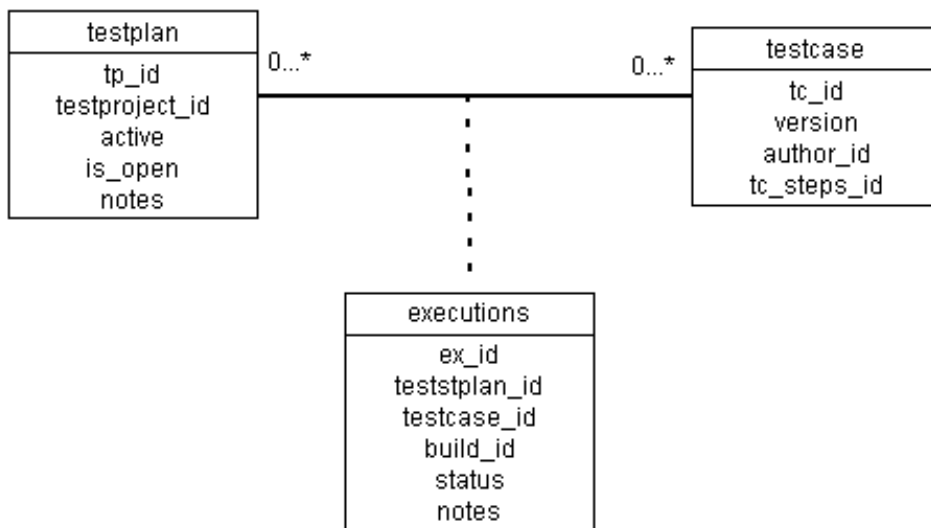 testplan
tp_id
testproject_id
active
is_open
notes
0...*
0...*
testcase
tc_id
version
author_id
tc_steps_id
executions
ex_id
teststplan_id
testcase_id
build_id
status
notes